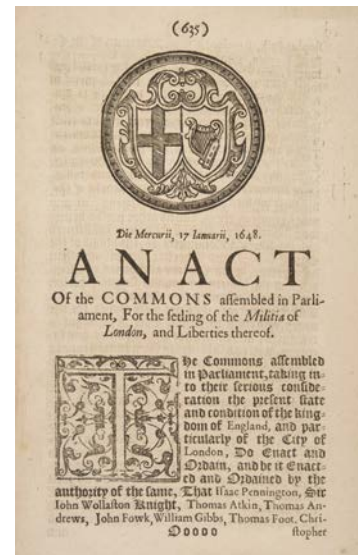 (635)
Die Mercurii, 17 Ianuarii, 1648.
AN ACT
Of the COMMONS aſſembled in Parli-
ament, For the ſetling of the Militia of
London, and Liberties thereof.
THe Commons aſſembled
in Parliament, taking in-
to their ſerious conſide-
ration the preſent ſtate
and condition of the king-
dom of England, and par-
ticularly of the City of
London, Do Enact and
Ordain, and be it Enact-
ed and Ordained by the
authority of the ſame, That Iſaac Pennington, Sir
Iohn Wollaſton Knight, Thomas Atkin, Thomas An-
drews, John Fowk, William Gibbs, Thomas Foot, Chri-
Ooooo
ſtopher